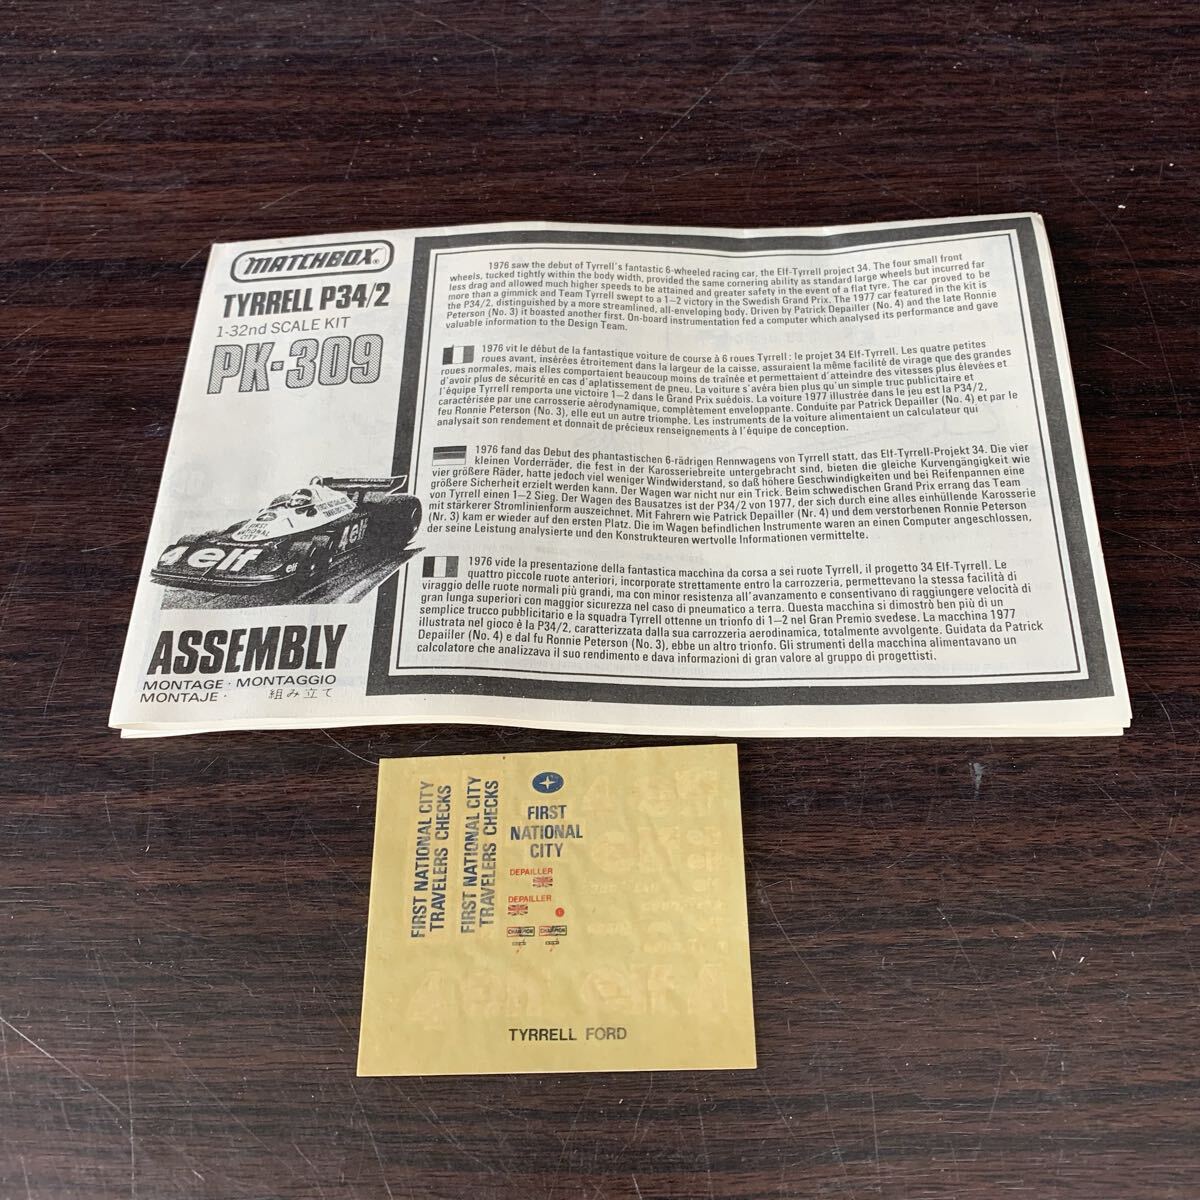 MATCHBOX
TYRRELL P34/2
1-32nd SCALE KIT
PK-309
4 elf
4elf
elf
FIRST
NATIONAL
CITY
ASSEMBLY
MONTAGE · MONTAGGIO
MONTAJE · 組み立て
1976 saw the debut of Tyrrell's fantastic 6-wheeled racing car, the Elf-Tyrrell project 34. The four small front
wheels, tucked tightly within the body width, provided the same cornering ability as standard large wheels but incurred far
less drag and allowed much higher speeds to be attained and greater safety in the event of a flat tyre. The car proved to be
more than a gimmick and Team Tyrrell swept to a 1–2 victory in the Swedish Grand Prix. The 1977 car featured in the kit is
the P34/2, distinguished by a more streamlined, all-enveloping body. Driven by Patrick Depailler (No. 4) and the late Ronnie
Peterson (No. 3) it boasted another first. On-board instrumentation fed a computer which analysed its performance and gave
valuable information to the Design Team.
1976 vit le début de la fantastique voiture de course à 6 roues Tyrrell : le projet 34 Elf-Tyrrell. Les quatre petites
roues avant, insérées étroitement dans la largeur de la caisse, assuraient la même facilité de virage que des grandes
roues normales, mais elles comportaient beaucoup moins de traînée et permettaient d'atteindre des vitesses plus élevées et
d'avoir plus de sécurité en cas d'aplatissement de pneu. La voiture s'avéra bien plus qu'un simple truc publicitaire et
l'équipe Tyrrell remporta une victoire 1–2 dans le Grand Prix suédois. La voiture 1977 illustrée dans le jeu est la P34/2,
caractérisée par une carrosserie aérodynamique, complètement enveloppante. Conduite par Patrick Depailler (No. 4) et par le
feu Ronnie Peterson (No. 3), elle eut un autre triomphe. Les instruments de la voiture alimentaient un calculateur qui
analysait son rendement et donnait de précieux renseignements à l'équipe de conception.
1976 fand das Debut des phantastischen 6-rädrigen Rennwagens von Tyrrell statt, das Elf-Tyrrell-Projekt 34. Die vier
kleinen Vorderräder, die fest in der Karosseriebreite untergebracht sind, bieten die gleiche Kurvengängigkeit wie
vier größere Räder, hatte jedoch viel weniger Windwiderstand, so daß höhere Geschwindigkeiten und bei Reifenpannen eine
größere Sicherheit erzielt werden kann. Der Wagen war nicht nur ein Trick. Beim schwedischen Grand Prix errang das Team
von Tyrrell einen 1–2 Sieg. Der Wagen des Bausatzes ist der P34/2 von 1977, der sich durch eine alles einhüllende Karosserie
mit stärkerer Stromlinienform auszeichnet. Mit Fahrern wie Patrick Depailler (Nr. 4) und dem verstorbenen Ronnie Peterson
(Nr. 3) kam er wieder auf den ersten Platz. Die im Wagen befindlichen Instrumente waren an einen Computer angeschlossen,
der seine Leistung analysierte und den Konstrukteuren wertvolle Informationen vermittelte.
1976 vide la presentazione della fantastica macchina da corsa a sei ruote Tyrrell, il progetto 34 Elf-Tyrrell. Le
quattro piccole ruote anteriori, incorporate strettamente entro la carrozzeria, permettevano la stessa facilità di
viraggio delle ruote normali più grandi, ma con minor resistenza all'avanzamento e consentivano di raggiungere velocità di
gran lunga superiori con maggior sicurezza nel caso di pneumatico a terra. Questa macchina si dimostrò ben più di un
semplice trucco pubblicitario e la squadra Tyrrell ottenne un trionfo di 1–2 nel Gran Premio svedese. La macchina 1977
illustrata nel gioco è la P34/2, caratterizzata dalla sua carrozzeria aerodinamica, totalmente avvolgente. Guidata da Patrick
Depailler (No. 4) e dal fu Ronnie Peterson (No. 3), ebbe un altro trionfo. Gli strumenti della macchina alimentavano un
calcolatore che analizzava il suo rendimento e dava informazioni di gran valore al gruppo di progettisti.
FIRST NATIONAL CITY
TRAVELERS CHECKS
FIRST NATIONAL CITY
TRAVELERS CHECKS
FIRST
NATIONAL
CITY
DEPAILLER
DEPAILLER
CHAMPION CHAMPION
TYRRELL FORD